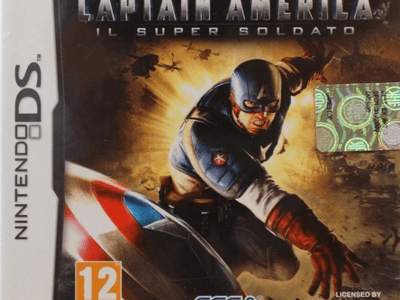 CAPTAIN AMERICA
IL SUPER SOLDATO
NINTENDO DS
12
SEGA
LICENSED BY